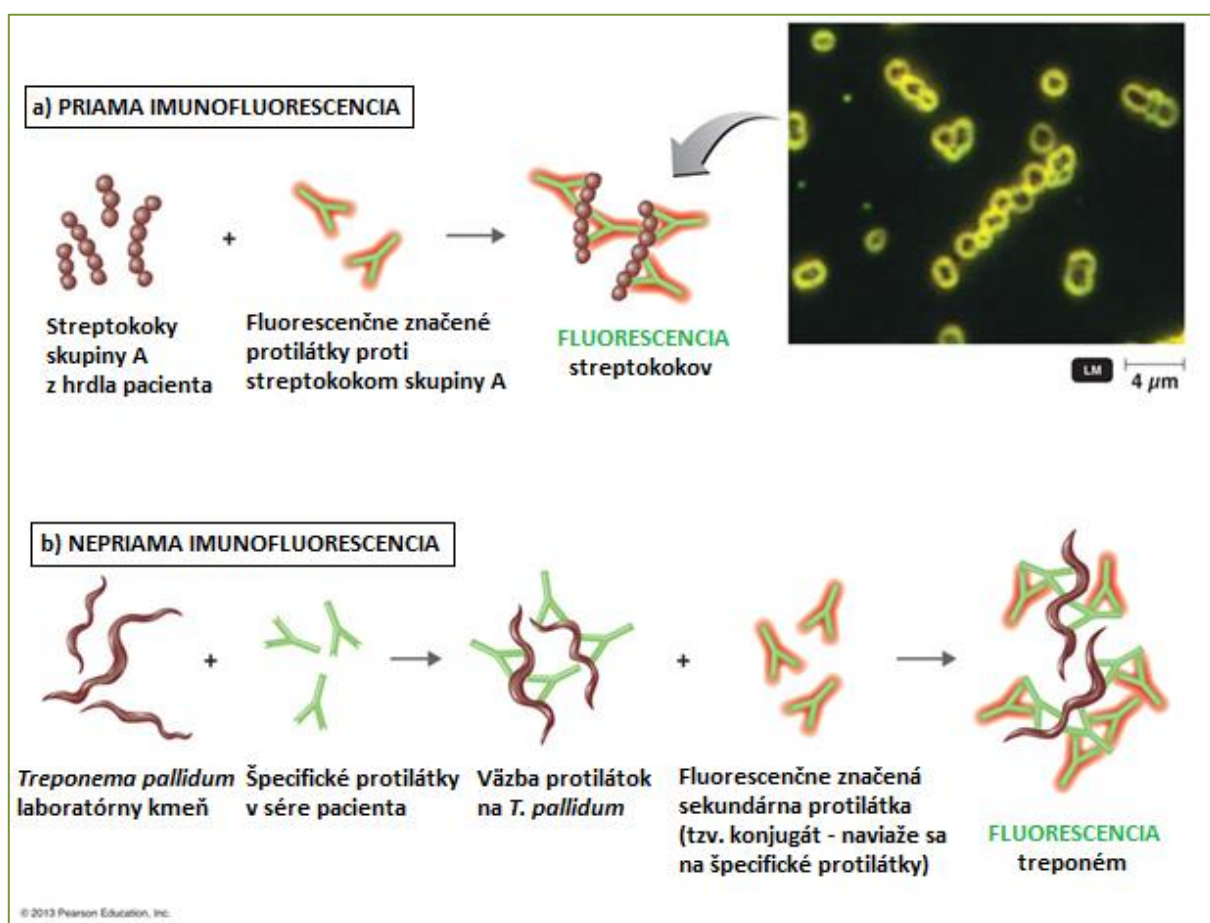 a) PRIAMA IMUNOFLUORESCENCIA
+
Streptokoky
skupiny A
z hrdla pacienta
Fluorescenčne značené
protilátky proti
streptokokom skupiny A
FLUORESCENCIA
streptokokov
LM
4 µm
b) NEPRIAMA IMUNOFLUORESCENCIA
+
+
Treponema pallidum
laboratórny kmeň
Špecifické protilátky
v sére pacienta
Väzba protilátok
na T. pallidum
Fluorescenčne značená
sekundárna protilátka
(tzv. konjugát - naviaže sa
na špecifické protilátky)
FLUORESCENCIA
treponém
© 2013 Pearson Education, Inc.